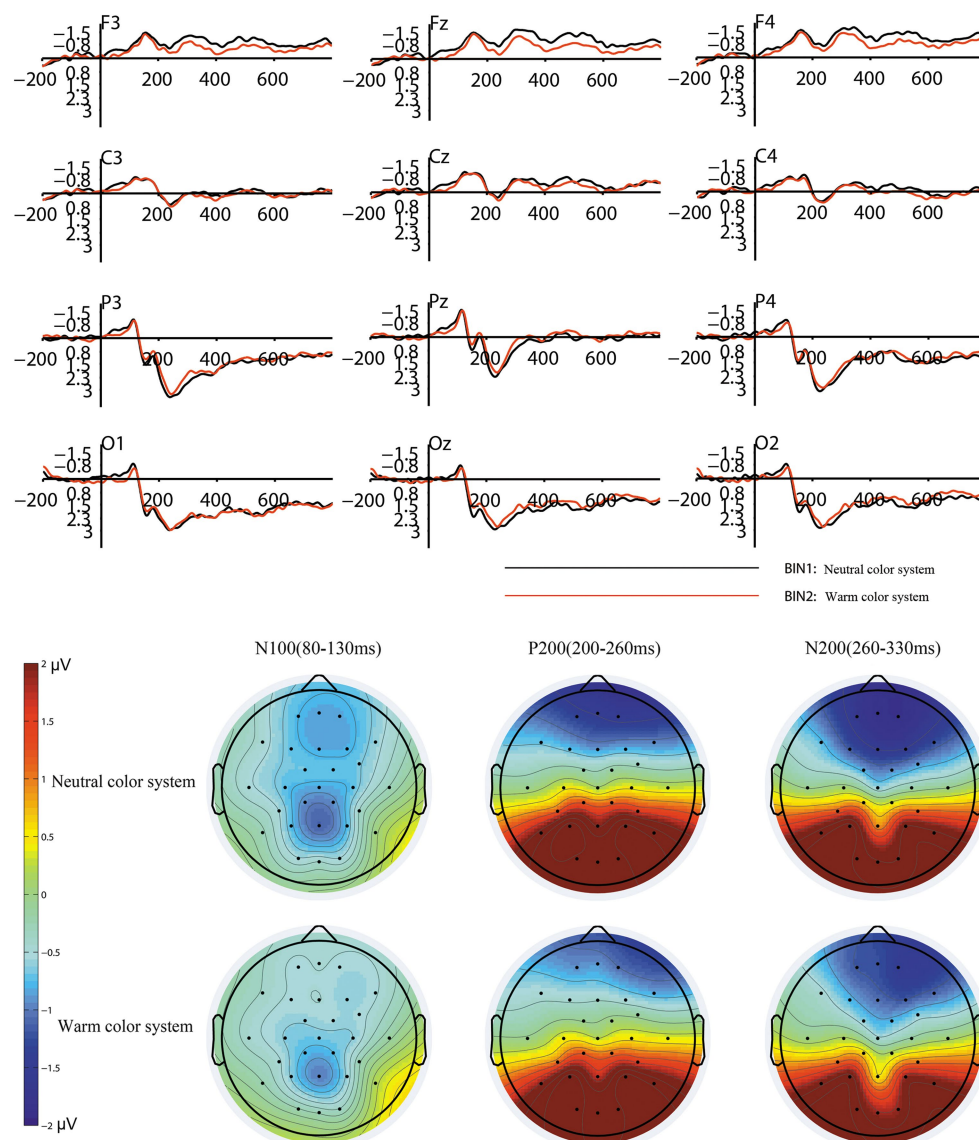 F3 Fz F4
−1.5 −1.5 −1.5
−0.8 −0.8 −0.8
−200 0.8 200 400 600 −200 0.8 200 400 600 −200 0.8 200 400 600
1.5 1.5 1.5
2.3 2.3 2.3
3 3 3
C3 Cz C4
−1.5 −1.5 −1.5
−0.8 −0.8 −0.8
−200 0.8 200 400 600 −200 0.8 200 400 600 −200 0.8 200 400 600
1.5 1.5 1.5
2.3 2.3 2.3
3 3 3
P3 Pz P4
−1.5 −1.5 −1.5
−0.8 −0.8 −0.8
−200 0.8 200 400 600 −200 0.8 200 400 600 −200 0.8 200 400 600
1.5 1.5 1.5
2.3 2.3 2.3
3 3 3
O1 Oz O2
−1.5 −1.5 −1.5
−0.8 −0.8 −0.8
−200 0.8 200 400 600 −200 0.8 200 400 600 −200 0.8 200 400 600
1.5 1.5 1.5
2.3 2.3 2.3
3 3 3
BIN1: Neutral color system
BIN2: Warm color system
N100(80-130ms) P200(200-260ms) N200(260-330ms)
2 μV
1.5
1
0.5
0
−0.5
−1
−1.5
−2 μV
Neutral color system
Warm color system